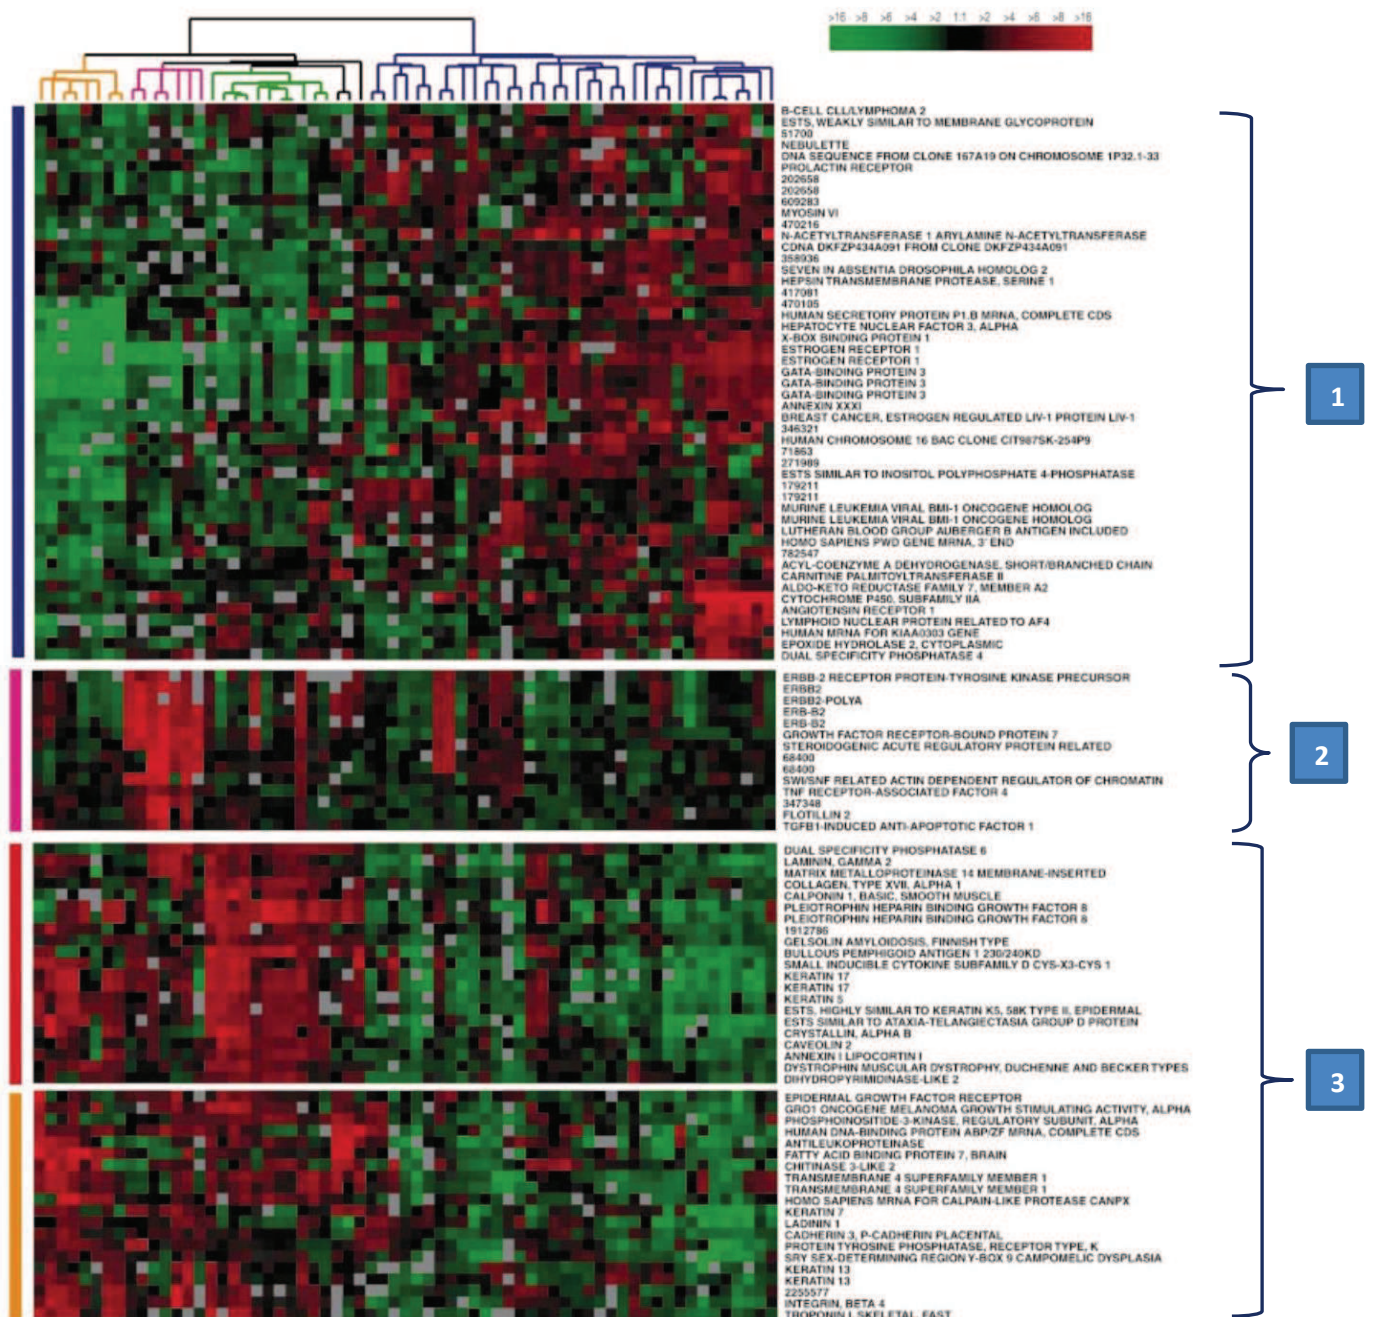 >16 >8 >6 >4 >2 1:1 >2 >4 >6 >8 >16
B-CELL CLL/LYMPHOMA 2
ESTS, WEAKLY SIMILAR TO MEMBRANE GLYCOPROTEIN
51700
NEBULETTE
DNA SEQUENCE FROM CLONE 167A19 ON CHROMOSOME 1P32.1-33
PROLACTIN RECEPTOR
202658
202658
609283
MYOSIN VI
470216
N-ACETYLTRANSFERASE 1 ARYLAMINE N-ACETYLTRANSFERASE
CDNA DKFZP434A091 FROM CLONE DKFZP434A091
358936
SEVEN IN ABSENTIA DROSOPHILA HOMOLOG 2
HEPSIN TRANSMEMBRANE PROTEASE, SERINE 1
417081
470105
HUMAN SECRETORY PROTEIN P1.B MRNA, COMPLETE CDS
HEPATOCYTE NUCLEAR FACTOR 3, ALPHA
X-BOX BINDING PROTEIN 1
ESTROGEN RECEPTOR 1
ESTROGEN RECEPTOR 1
GATA-BINDING PROTEIN 3
GATA-BINDING PROTEIN 3
GATA-BINDING PROTEIN 3
ANNEXIN XXXI
BREAST CANCER, ESTROGEN REGULATED LIV-1 PROTEIN LIV-1
346321
HUMAN CHROMOSOME 16 BAC CLONE CIT987SK-254P9
71863
271989
ESTS SIMILAR TO INOSITOL POLYPHOSPHATE 4-PHOSPHATASE
179211
179211
MURINE LEUKEMIA VIRAL BMI-1 ONCOGENE HOMOLOG
MURINE LEUKEMIA VIRAL BMI-1 ONCOGENE HOMOLOG
LUTHERAN BLOOD GROUP AUBERGER B ANTIGEN INCLUDED
HOMO SAPIENS PWD GENE MRNA, 3' END
782547
ACYL-COENZYME A DEHYDROGENASE, SHORT/BRANCHED CHAIN
CARNITINE PALMITOYLTRANSFERASE II
ALDO-KETO REDUCTASE FAMILY 7, MEMBER A2
CYTOCHROME P450, SUBFAMILY IIA
ANGIOTENSIN RECEPTOR 1
LYMPHOID NUCLEAR PROTEIN RELATED TO AF4
HUMAN MRNA FOR KIAA0303 GENE
EPOXIDE HYDROLASE 2, CYTOPLASMIC
DUAL SPECIFICITY PHOSPHATASE 4
1
ERBB-2 RECEPTOR PROTEIN-TYROSINE KINASE PRECURSOR
ERBB2
ERBB2-POLYA
ERB-B2
ERB-B2
GROWTH FACTOR RECEPTOR-BOUND PROTEIN 7
STEROIDOGENIC ACUTE REGULATORY PROTEIN RELATED
68400
68400
SWI/SNF RELATED ACTIN DEPENDENT REGULATOR OF CHROMATIN
TNF RECEPTOR-ASSOCIATED FACTOR 4
347348
FLOTILLIN 2
TGFB1-INDUCED ANTI-APOPTOTIC FACTOR 1
2
DUAL SPECIFICITY PHOSPHATASE 6
LAMININ, GAMMA 2
MATRIX METALLOPROTEINASE 14 MEMBRANE-INSERTED
COLLAGEN, TYPE XVII, ALPHA 1
CALPONIN 1, BASIC, SMOOTH MUSCLE
PLEIOTROPHIN HEPARIN BINDING GROWTH FACTOR 8
PLEIOTROPHIN HEPARIN BINDING GROWTH FACTOR 8
1912786
GELSOLIN AMYLOIDOSIS, FINNISH TYPE
BULLOUS PEMPHIGOID ANTIGEN 1 230/240KD
SMALL INDUCIBLE CYTOKINE SUBFAMILY D CYS-X3-CYS 1
KERATIN 17
KERATIN 17
KERATIN 5
ESTS, HIGHLY SIMILAR TO KERATIN K5, 58K TYPE II, EPIDERMAL
ESTS SIMILAR TO ATAXIA-TELANGIECTASIA GROUP D PROTEIN
CRYSTALLIN, ALPHA B
CAVEOLIN 2
ANNEXIN I LIPOCORTIN I
DYSTROPHIN MUSCULAR DYSTROPHY, DUCHENNE AND BECKER TYPES
DIHYDROPYRIMIDINASE-LIKE 2
EPIDERMAL GROWTH FACTOR RECEPTOR
GRO1 ONCOGENE MELANOMA GROWTH STIMULATING ACTIVITY, ALPHA
PHOSPHOINOSITIDE-3-KINASE, REGULATORY SUBUNIT, ALPHA
HUMAN DNA-BINDING PROTEIN ABP/ZF MRNA, COMPLETE CDS
ANTILEUKOPROTEINASE
FATTY ACID BINDING PROTEIN 7, BRAIN
CHITINASE 3-LIKE 2
TRANSMEMBRANE 4 SUPERFAMILY MEMBER 1
TRANSMEMBRANE 4 SUPERFAMILY MEMBER 1
HOMO SAPIENS MRNA FOR CALPAIN-LIKE PROTEASE CANPX
KERATIN 7
LADININ 1
CADHERIN 3, P-CADHERIN PLACENTAL
PROTEIN TYROSINE PHOSPHATASE, RECEPTOR TYPE, K
SRY SEX-DETERMINING REGION Y-BOX 9 CAMPOMELIC DYSPLASIA
KERATIN 13
KERATIN 13
2255577
INTEGRIN, BETA 4
TROPONIN I, SKELETAL, FAST
3